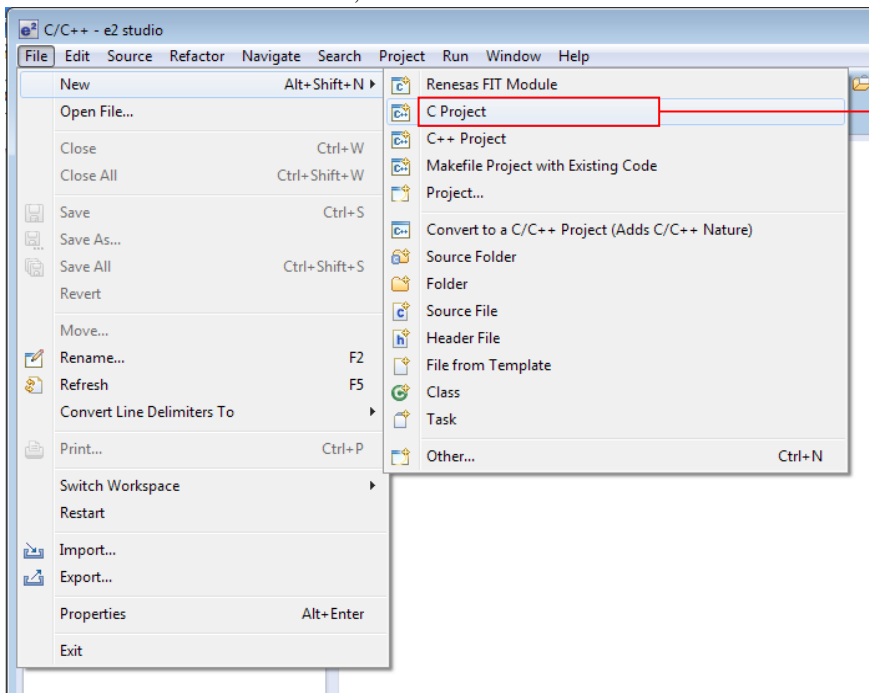 e² C/C++ - e2 studio
File Edit Source Refactor Navigate Search Project Run Window Help
New Alt+Shift+N
Open File...
Close Ctrl+W
Close All Ctrl+Shift+W
Save Ctrl+S
Save As...
Save All Ctrl+Shift+S
Revert
Move...
Rename... F2
Refresh F5
Convert Line Delimiters To
Print... Ctrl+P
Switch Workspace
Restart
Import...
Export...
Properties Alt+Enter
Exit
Renesas FIT Module
C Project
C++ Project
Makefile Project with Existing Code
Project...
Convert to a C/C++ Project (Adds C/C++ Nature)
Source Folder
Folder
Source File
Header File
File from Template
Class
Task
Other... Ctrl+N